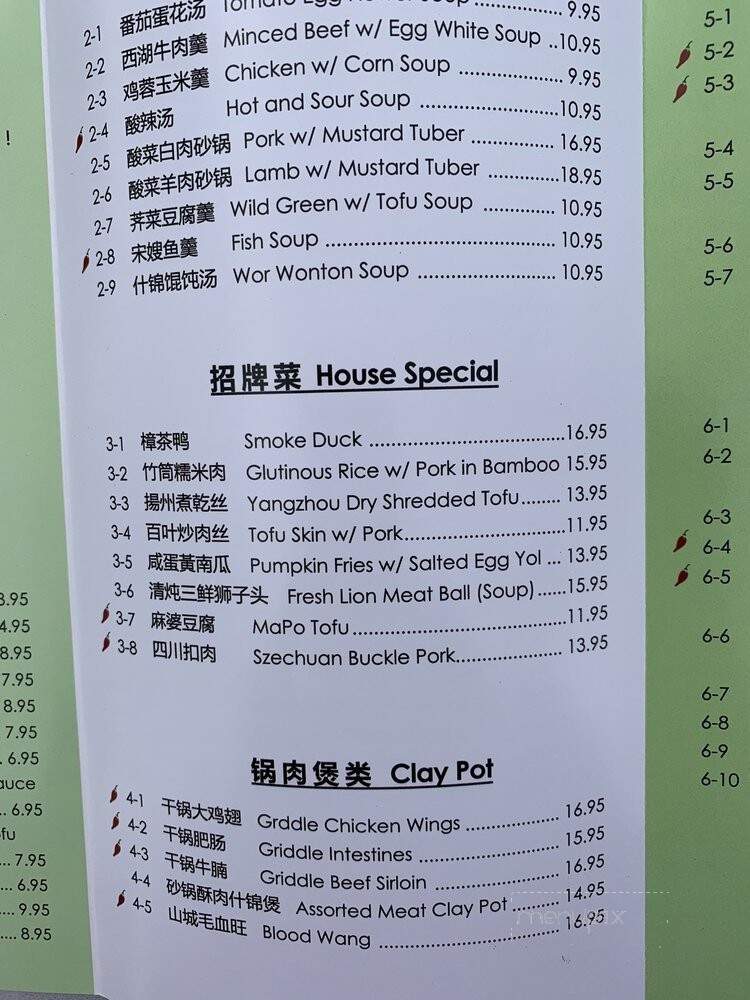 !
8.95
4.95
8.95
7.95
8.95
7.95
. 6.95
auce
.. 6.95
ofu
... 7.95
... 6.95
.... 9.95
.... 8.95
2-1 番茄蛋花汤 Tomato Egg Flower Soup 9.95
2-2 西湖牛肉羹 Minced Beef w/ Egg White Soup ..10.95
2-3 鸡蓉玉米羹 Chicken w/ Corn Soup 9.95
2-4 酸辣汤 Hot and Sour Soup 10.95
2-5 酸菜白肉砂锅 Pork w/ Mustard Tuber 16.95
2-6 酸菜羊肉砂锅 Lamb w/ Mustard Tuber 18.95
2-7 荠菜豆腐羹 Wild Green w/ Tofu Soup 10.95
2-8 宋嫂鱼羹 Fish Soup 10.95
2-9 什锦馄饨汤 Wor Wonton Soup 10.95
招牌菜 House Special
3-1 樟茶鸭 Smoke Duck 16.95
3-2 竹筒糯米肉 Glutinous Rice w/ Pork in Bamboo 15.95
3-3 揚州煮乾丝 Yangzhou Dry Shredded Tofu 13.95
3-4 百叶炒肉丝 Tofu Skin w/ Pork 11.95
3-5 咸蛋黃南瓜 Pumpkin Fries w/ Salted Egg Yol ... 13.95
3-6 清炖三鲜狮子头 Fresh Lion Meat Ball (Soup) 15.95
3-7 麻婆豆腐 MaPo Tofu 11.95
3-8 四川扣肉 Szechuan Buckle Pork 13.95
锅肉煲类 Clay Pot
4-1 干锅大鸡翅 Grddle Chicken Wings 16.95
4-2 干锅肥肠 Griddle Intestines 15.95
4-3 干锅牛腩 Griddle Beef Sirloin 16.95
4-4 砂锅酥肉什锦煲 Assorted Meat Clay Pot 14.95
4-5 山城毛血旺 Blood Wang 16.95
menupix
5-1
5-2
5-3
5-4
5-5
5-6
5-7
6-1
6-2
6-3
6-4
6-5
6-6
6-7
6-8
6-9
6-10